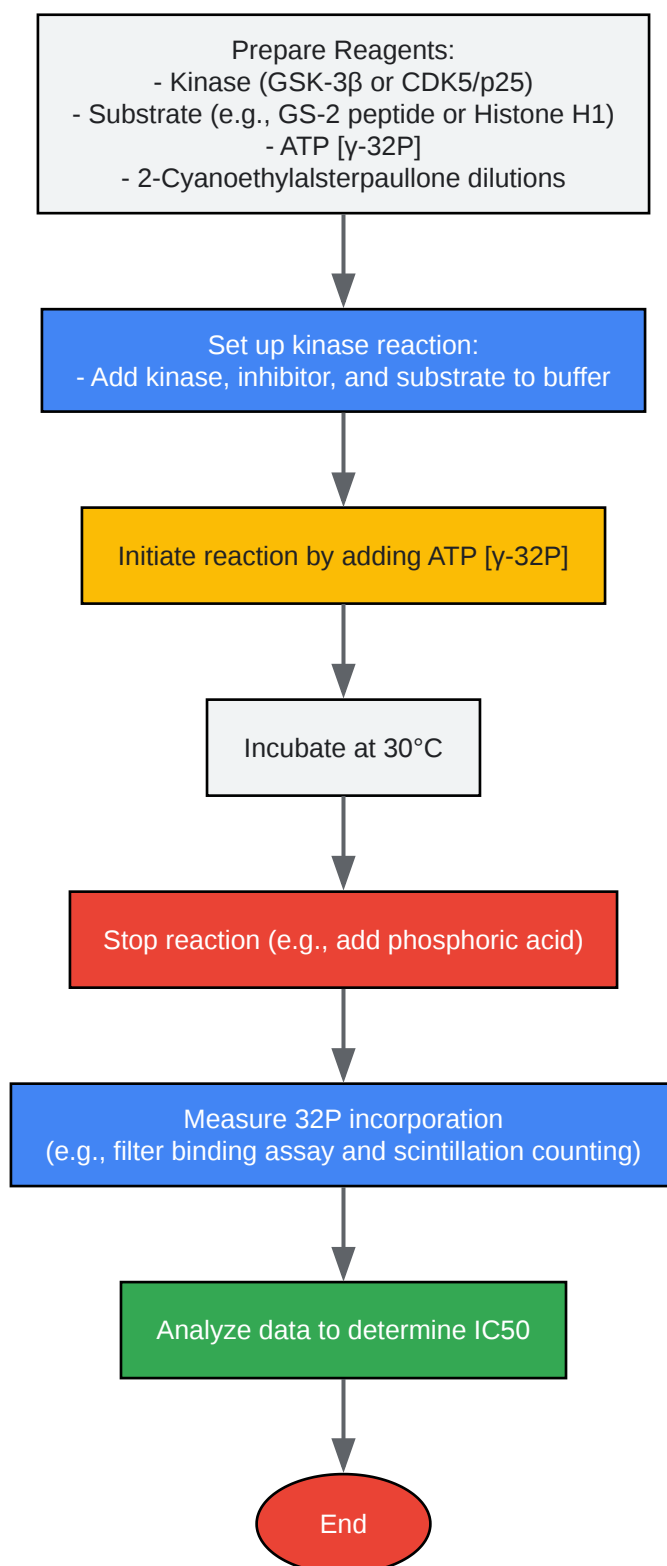 Prepare Reagents:
- Kinase (GSK-3β or CDK5/p25)
- Substrate (e.g., GS-2 peptide or Histone H1)
- ATP [γ-32P]
- 2-Cyanoethylalsterpaullone dilutions
Set up kinase reaction:
- Add kinase, inhibitor, and substrate to buffer
Initiate reaction by adding ATP [γ-32P]
Incubate at 30°C
Stop reaction (e.g., add phosphoric acid)
Measure 32P incorporation
(e.g., filter binding assay and scintillation counting)
Analyze data to determine IC50
End